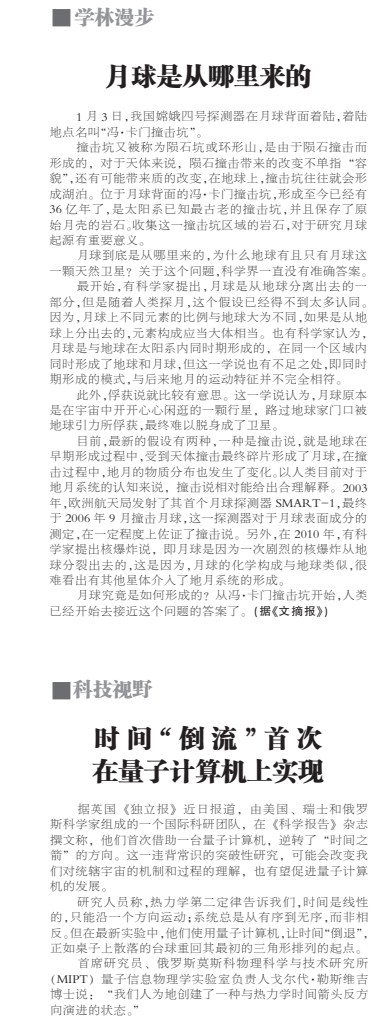 ■学林漫步
月球是从哪里来的
1月3日,我国嫦娥四号探测器在月球背面着陆,着陆
地点名叫“冯·卡门撞击坑”。
撞击坑又被称为陨石坑或环形山,是由于陨石撞击而
形成的，对于天体来说，陨石撞击带来的改变不单指“容
貌”,还有可能带来质的改变,在地球上,撞击坑往往就会形
成湖泊。位于月球背面的冯·卡门撞击坑,形成至今已经有
36亿年了,是太阳系已知最古老的撞击坑,并且保存了原
始月壳的岩石。收集这一撞击坑区域的岩石,对于研究月球
起源有重要意义。
月球到底是从哪里来的,为什么地球有且只有月球这
一颗天然卫星？关于这个问题,科学界一直没有准确答案。
最开始,有科学家提出,月球是从地球分离出去的一
部分,但是随着人类探月,这个假设已经得不到太多认同。
因为,月球上不同元素的比例与地球大为不同,如果是从地
球上分出去的,元素构成应当大体相当。也有科学家认为,
月球是与地球在太阳系内同时期形成的，在同一个区域内
同时形成了地球和月球,但这一学说也有不足之处,即同时
期形成的模式,与后来地月的运动特征并不完全相符。
此外,俘获说就比较有意思。这一学说认为,月球原本
是在宇宙中开开心心闲逛的一颗行星，路过地球家门口被
地球引力所俘获,最终难以脱身成了卫星。
目前,最新的假设有两种,一种是撞击说,就是地球在
早期形成过程中,受到天体撞击最终碎片形成了月球,在撞
击过程中,地月的物质分布也发生了变化。以人类目前对于
地月系统的认知来说，撞击说相对能给出合理解释。2003
年,欧洲航天局发射了其首个月球探测器SMART-1,最终
于2006年9月撞击月球,这一探测器对于月球表面成分的
测定,在一定程度上佐证了撞击说。另外,在2010年,有科
学家提出核爆炸说，即月球是因为一次剧烈的核爆炸从地
球分裂出去的,这是因为,月球的化学构成与地球类似,很
难看出有其他星体介入了地月系统的形成。
月球究竟是如何形成的？从冯·卡门撞击坑开始,人类
已经开始去接近这个问题的答案了。(据《文摘报》)
■科技视野
时间“倒流”首次
在量子计算机上实现
据英国《独立报》近日报道，由美国、瑞士和俄罗
斯科学家组成的一个国际科研团队，在《科学报告》杂志
撰文称，他们首次借助一台量子计算机，逆转了“时间之
箭”的方向。这一违背常识的突破性研究，可能会改变我
们对统辖宇宙的机制和过程的理解，也有望促进量子计算
机的发展。
研究人员称,热力学第二定律告诉我们,时间是线性
的,只能沿一个方向运动;系统总是从有序到无序,而非相
反。但在最新实验中,他们使用量子计算机,让时间“倒退”,
正如桌子上散落的台球重回其最初的三角形排列的起点。
首席研究员、俄罗斯莫斯科物理科学与技术研究所
(MIPT)量子信息物理学实验室负责人戈尔代·勒斯维吉
博士说：“我们人为地创建了一种与热力学时间箭头反方
向演进的状态。”